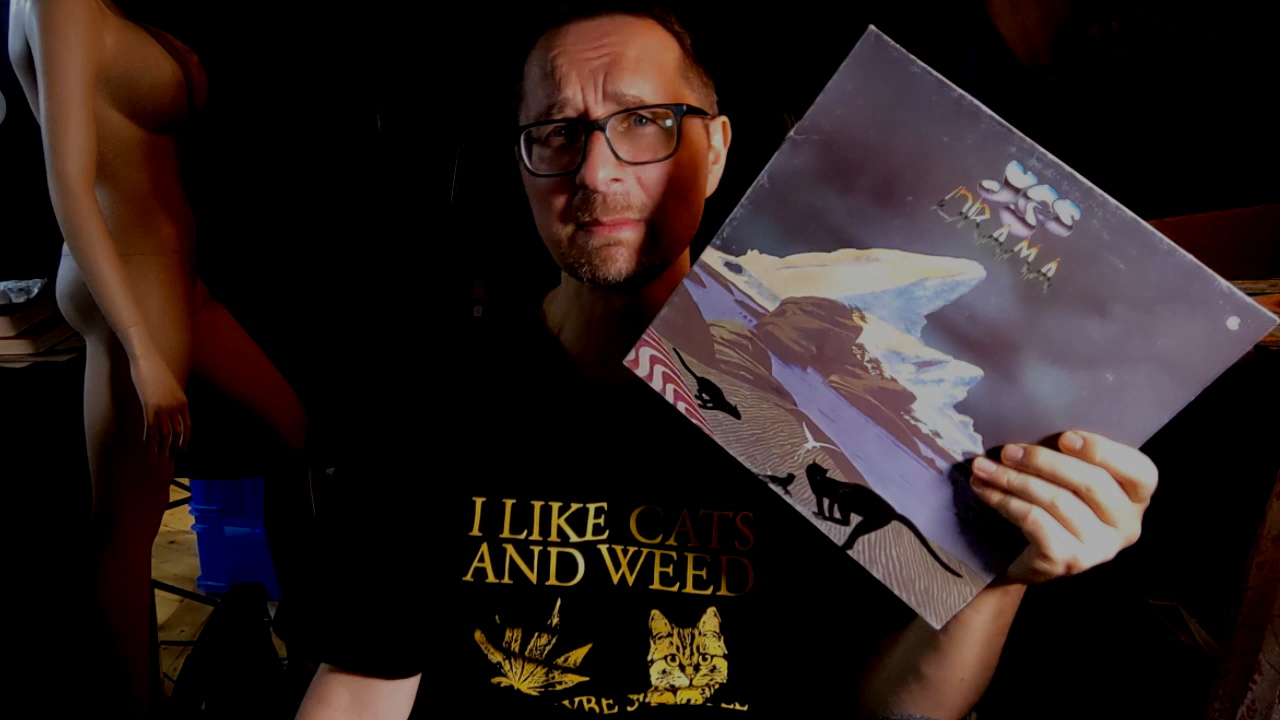 yes
DRAMA
I LIKE CATS
AND WEED